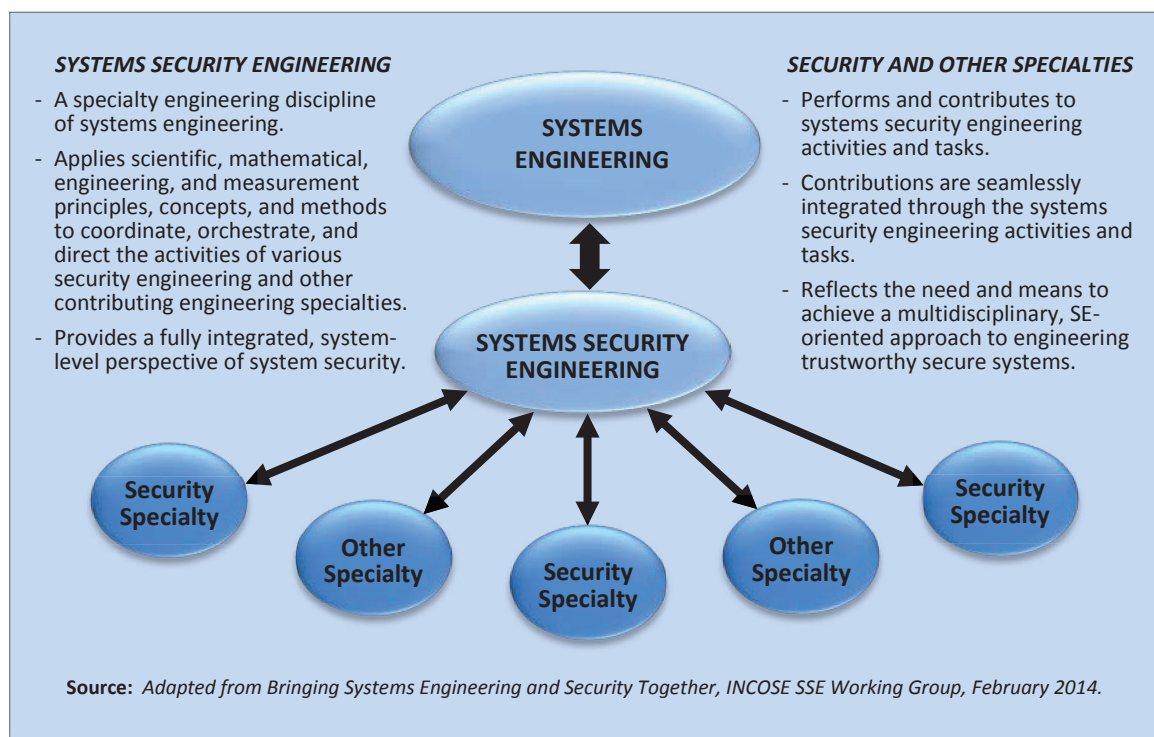 SYSTEMS SECURITY ENGINEERING
- A specialty engineering discipline
of systems engineering.
- Applies scientific, mathematical,
engineering, and measurement
principles, concepts, and methods
to coordinate, orchestrate, and
direct the activities of various
security engineering and other
contributing engineering specialties.
- Provides a fully integrated, system-
level perspective of system security.
SYSTEMS
ENGINEERING
SECURITY AND OTHER SPECIALTIES
- Performs and contributes to
systems security engineering
activities and tasks.
- Contributions are seamlessly
integrated through the systems
security engineering activities and
tasks.
- Reflects the need and means to
achieve a multidisciplinary, SE-
oriented approach to engineering
trustworthy secure systems.
SYSTEMS SECURITY
ENGINEERING
Security
Specialty
Other
Specialty
Security
Specialty
Other
Specialty
Security
Specialty
Source: Adapted from Bringing Systems Engineering and Security Together, INCOSE SSE Working Group, February 2014.